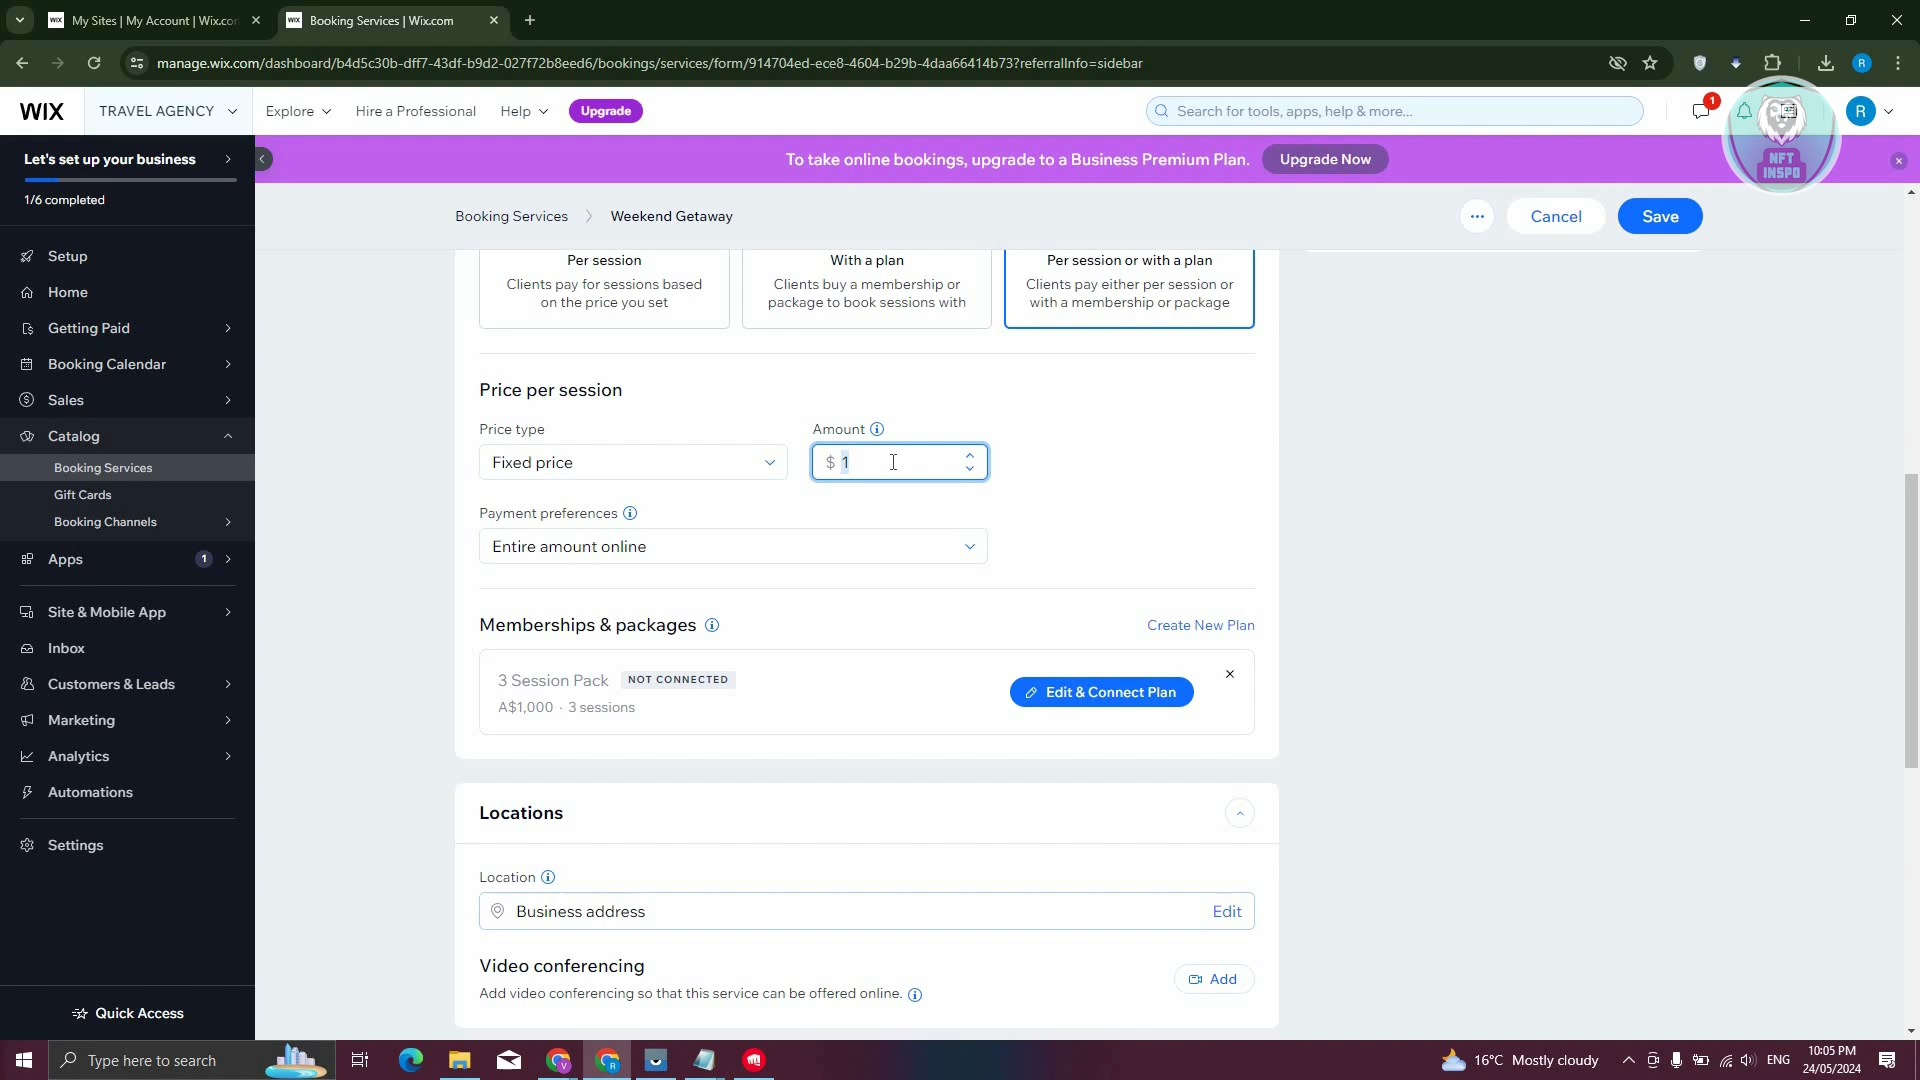 My Sites | My Account | Wix.co
Booking Services | Wix.com
manage.wix.com/dashboard/b4d5c30b-dff7-43df-b9d2-027f72b8eed6/bookings/services/form/914704ed-ece8-4604-b29b-4daa66414b73?referralInfo=sidebar
R
WIX
TRAVEL AGENCY
Explore
Hire a Professional
Help
Upgrade
Search for tools, apps, help & more...
1
R
NFT
INSPO
Let's set up your business
1/6 completed
To take online bookings, upgrade to a Business Premium Plan.
Upgrade Now
Booking Services
Weekend Getaway
Cancel
Save
Setup
Home
Getting Paid
Booking Calendar
Sales
Catalog
Booking Services
Gift Cards
Booking Channels
Apps
1
Site & Mobile App
Inbox
Customers & Leads
Marketing
Analytics
Automations
Settings
Quick Access
Per session
Clients pay for sessions based
on the price you set
With a plan
Clients buy a membership or
package to book sessions with
Per session or with a plan
Clients pay either per session or
with a membership or package
Price per session
Price type
Amount
Fixed price
$ 1
Payment preferences
Entire amount online
Memberships & packages
Create New Plan
3 Session Pack
NOT CONNECTED
A$1,000 · 3 sessions
Edit & Connect Plan
Locations
Location
Business address
Edit
Video conferencing
Add video conferencing so that this service can be offered online.
Add
Type here to search
16°C Mostly cloudy
ENG
10:05 PM
24/05/2024